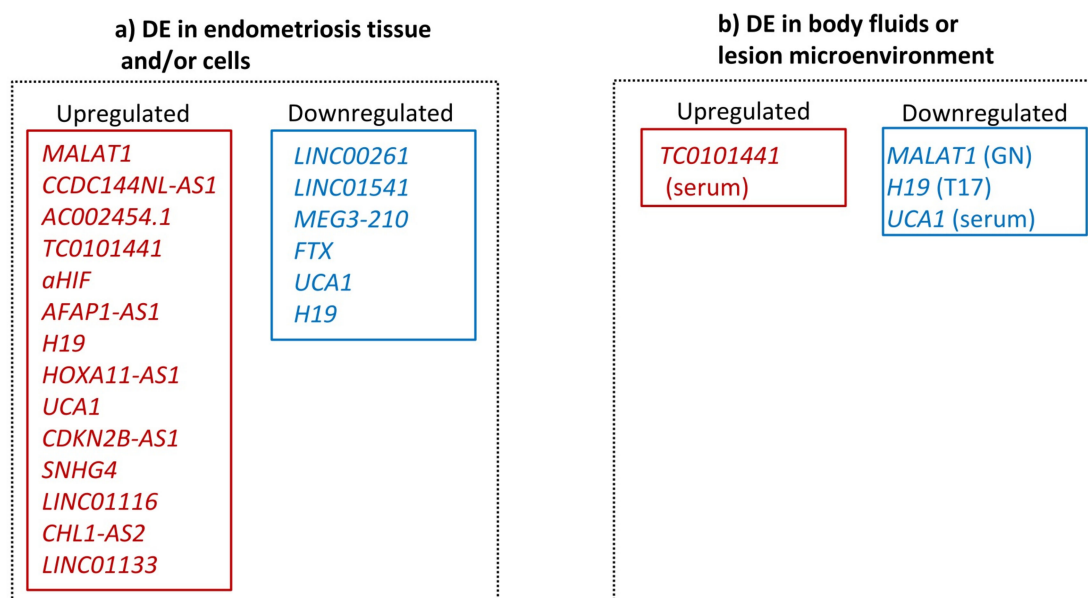 a) DE in endometriosis tissue
and/or cells
Upregulated
MALAT1
CCDC144NL-AS1
AC002454.1
TC0101441
aHIF
AFAP1-AS1
H19
HOXA11-AS1
UCA1
CDKN2B-AS1
SNHG4
LINC01116
CHL1-AS2
LINC01133
Downregulated
LINC00261
LINC01541
MEG3-210
FTX
UCA1
H19
b) DE in body fluids or
lesion microenvironment
Upregulated
TC0101441
(serum)
Downregulated
MALAT1 (GN)
H19 (T17)
UCA1 (serum)